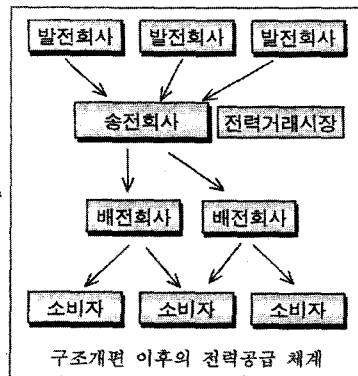 발전회사 발전회사 발전회사
송전회사 전력거래시장
배전회사 배전회사
소비자 소비자 소비자
구조개편 이후의 전력공급 체계